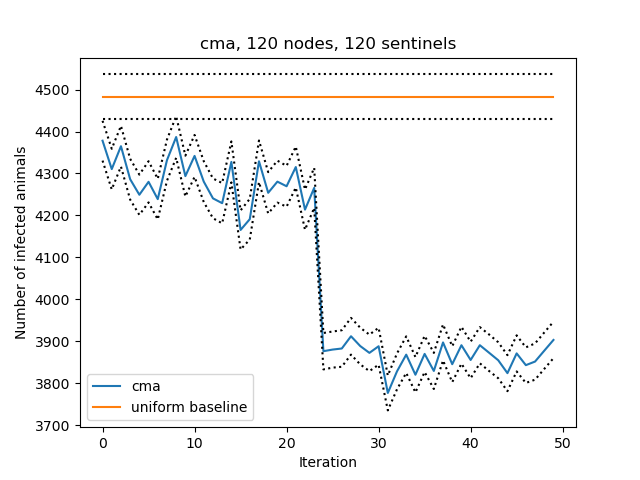 cma, 120 nodes, 120 sentinels
Number of infected animals
4500
4400
4300
4200
4100
4000
3900
3800
3700
cma
uniform baseline
0 10 20 30 40 50
Iteration